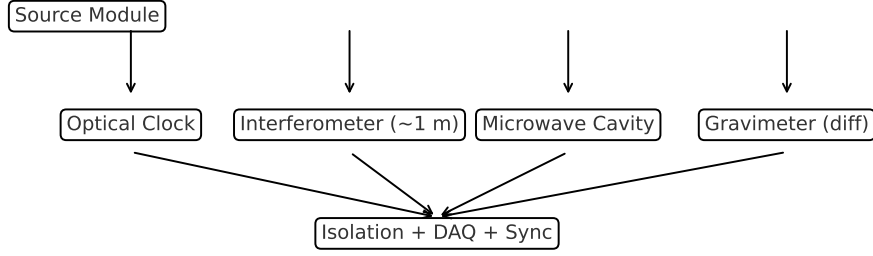 Source Module
Optical Clock
Interferometer (~1 m)
Microwave Cavity
Gravimeter (diff)
Isolation + DAQ + Sync